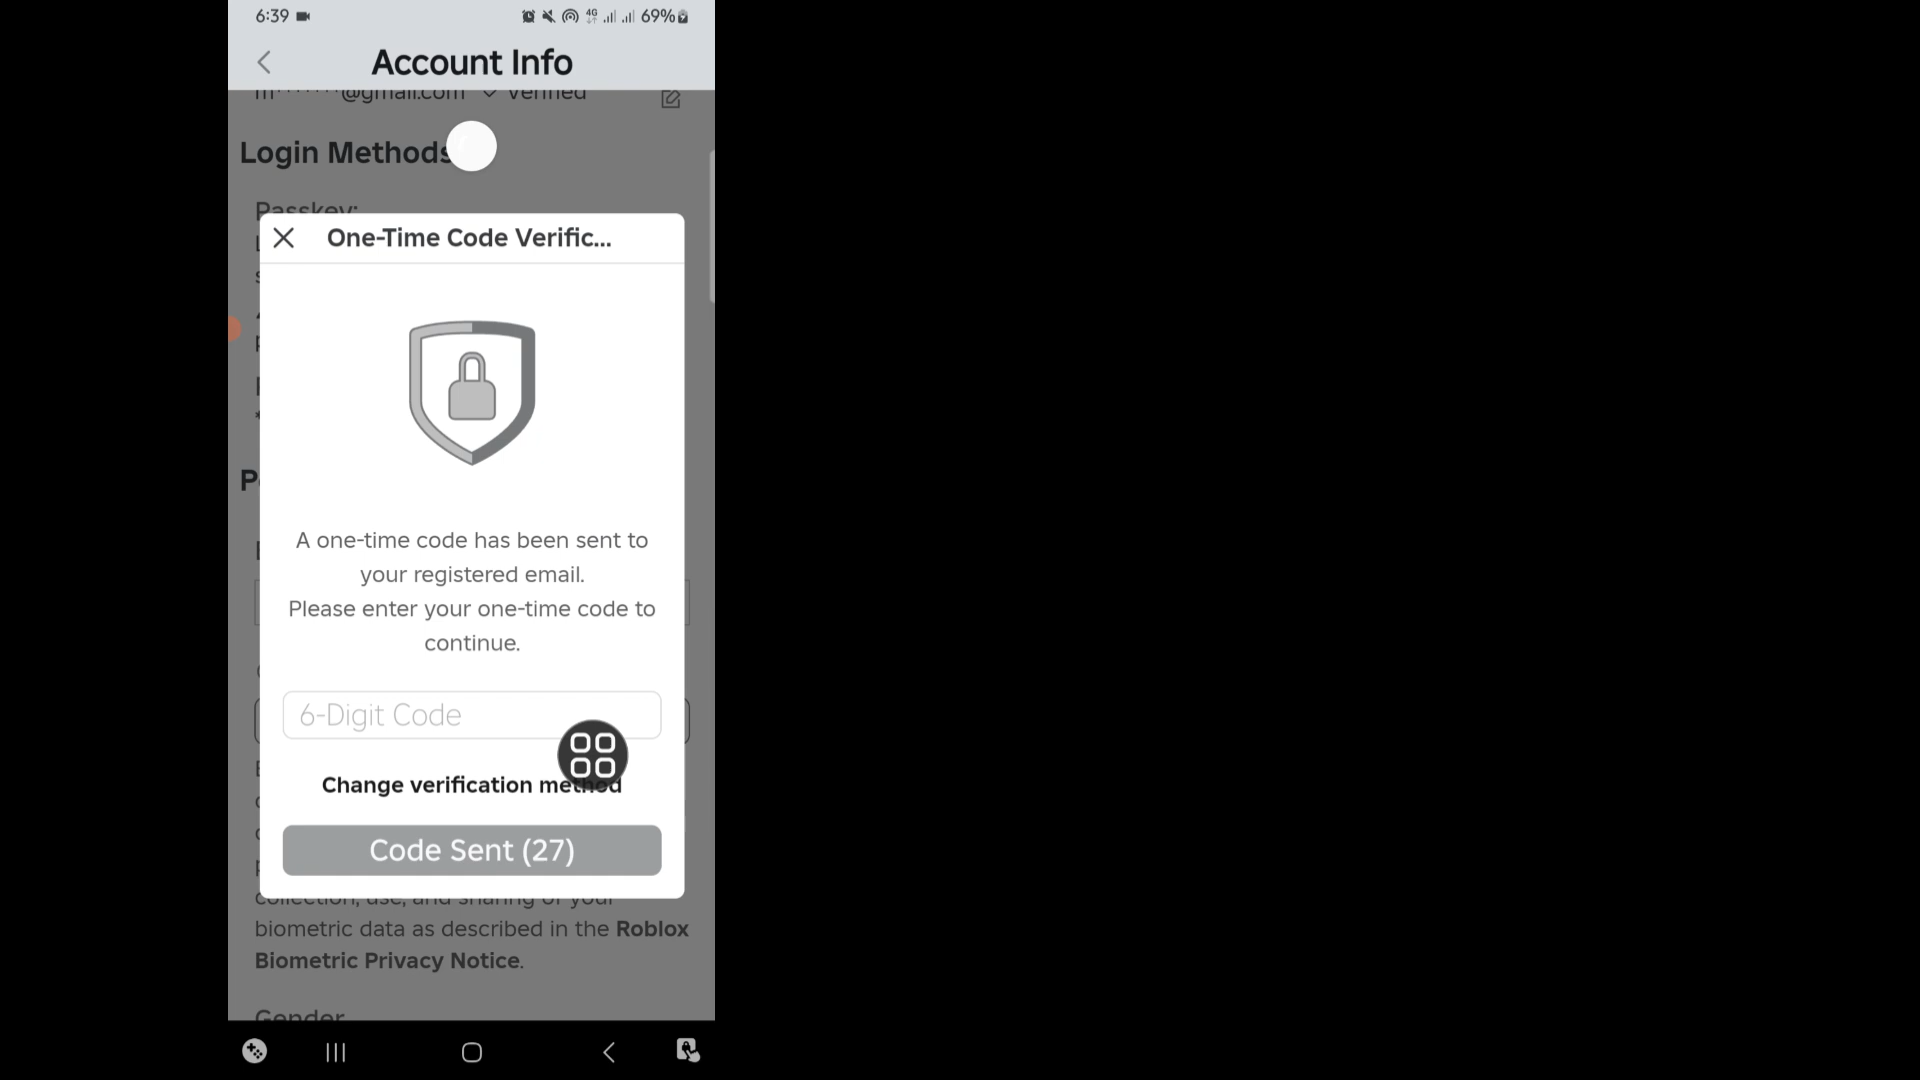 6:39
4G
69%
Account Info
@gmail.com Verified
Login Methods
Passkey:
One-Time Code Verific...
A one-time code has been sent to
your registered email.
Please enter your one-time code to
continue.
6-Digit Code
Change verification method
Code Sent (27)
collection, use, and sharing of your
biometric data as described in the Roblox
Biometric Privacy Notice.
Gender